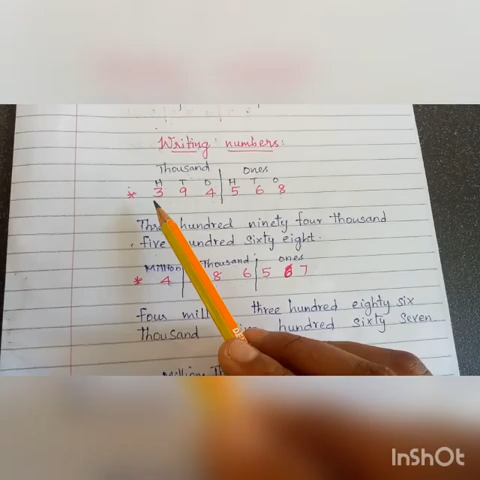 Writing numbers:
Thousand Ones
H T O H T O
* 3 9 4 5 6 8
hundred ninety four thousand
five hundred sixty eight.
Million Thousand ones
* 4 8 6 5 6 7
Four three hundred eighty six
thousand hundred sixty seven
Million
InShOt